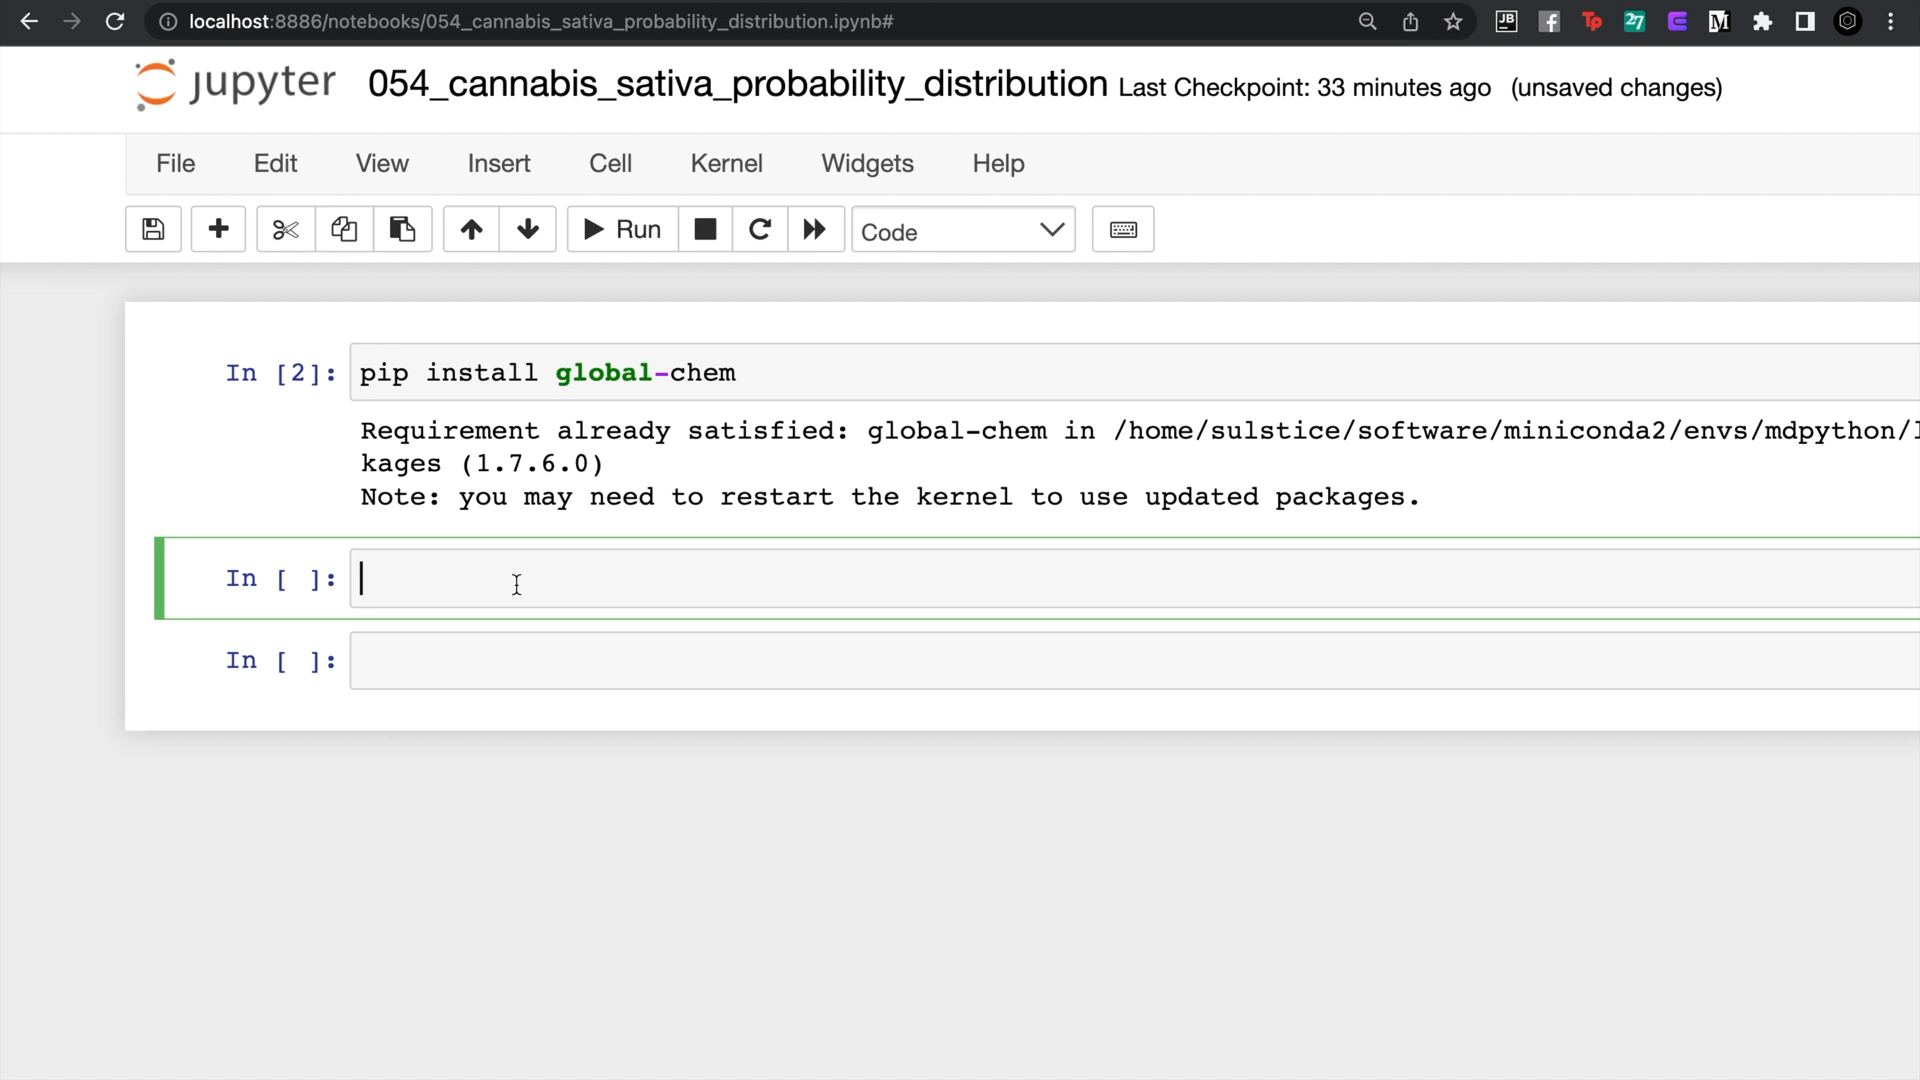 localhost:8886/notebooks/054_cannabis_sativa_probability_distribution.ipynb#
JB Tp 27 M
jupyter 054_cannabis_sativa_probability_distribution Last Checkpoint: 33 minutes ago (unsaved changes)
File Edit View Insert Cell Kernel Widgets Help
Run Code
In [2]: pip install global-chem
Requirement already satisfied: global-chem in /home/sulstice/software/miniconda2/envs/mdpython/
kages (1.7.6.0)
Note: you may need to restart the kernel to use updated packages.
In [ ]:
In [ ]: